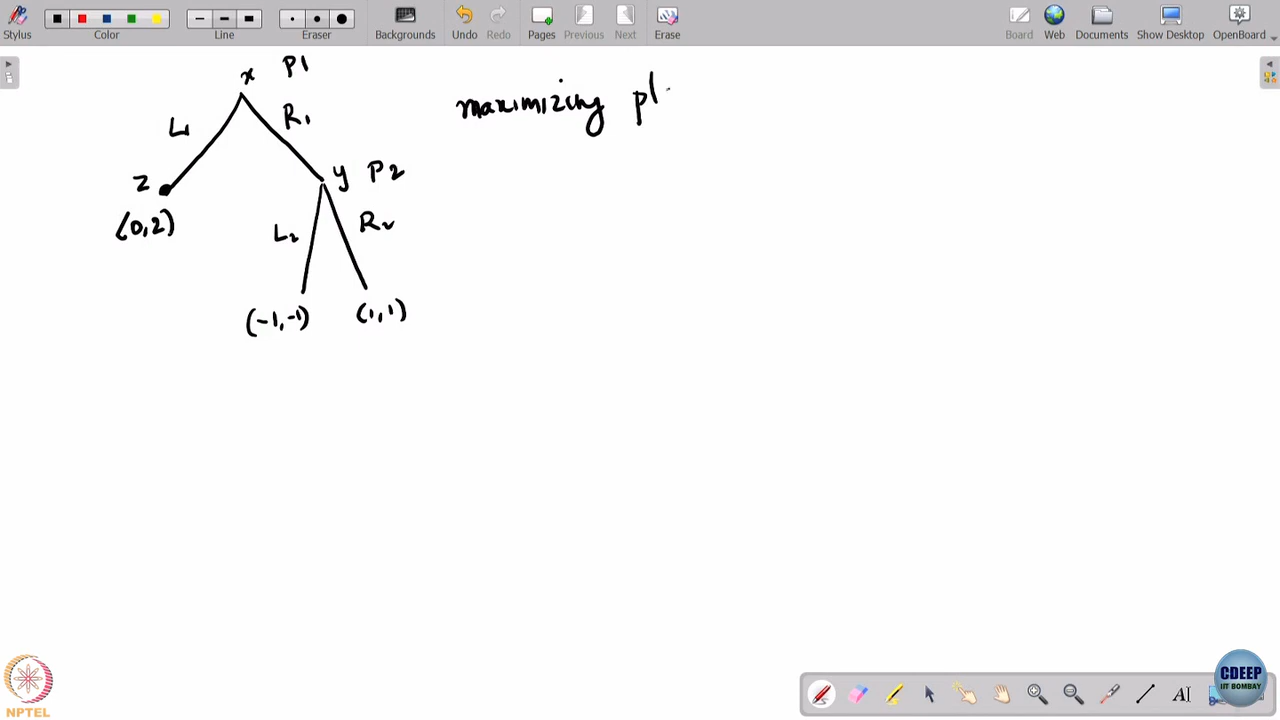 Stylus
Color
Line
Eraser
Backgrounds
Undo
Redo
Pages
Previous
Next
Erase
Board
Web
Documents
Show Desktop
OpenBoard
x P1
L1 R1
z y P2
(0,2)
L2 R2
(-1,-1) (1,1)
maximizing pl
NPTEL
CDEEP
IIT BOMBAY